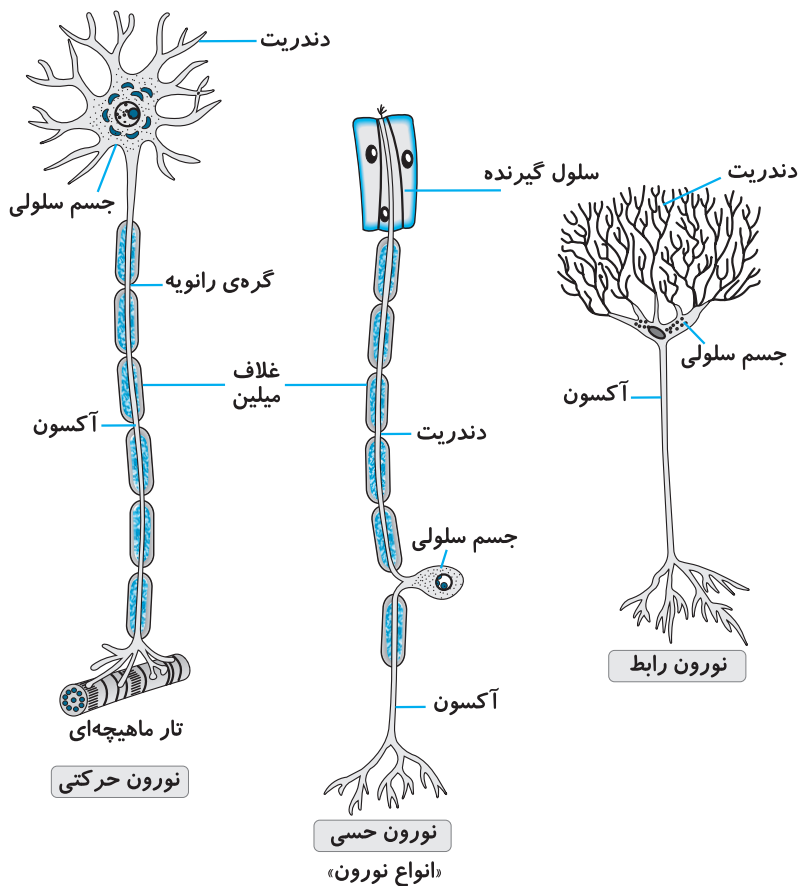 دندریت
جسم سلولی
گره‌ی رانویه
غلاف
میلین
آکسون
تار ماهیچه‌ای
نورون حرکتی
سلول گیرنده
دندریت
جسم سلولی
آکسون
نورون حسی
دندریت
جسم سلولی
آکسون
نورون رابط
«انواع نورون»